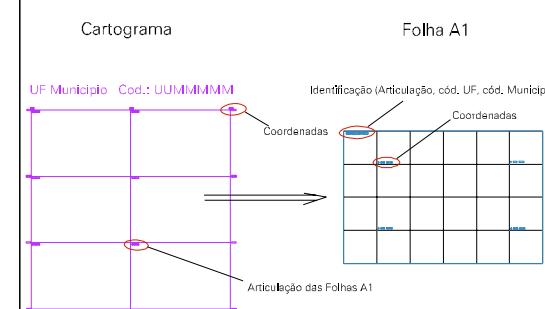 Cartograma
Folha A1
UF Municipio Cod.: UUMMMMM
Identificação (Articulação, cód. UF, cód. Municip
Coordenadas
Coordenadas
Articulação das Folhas A1